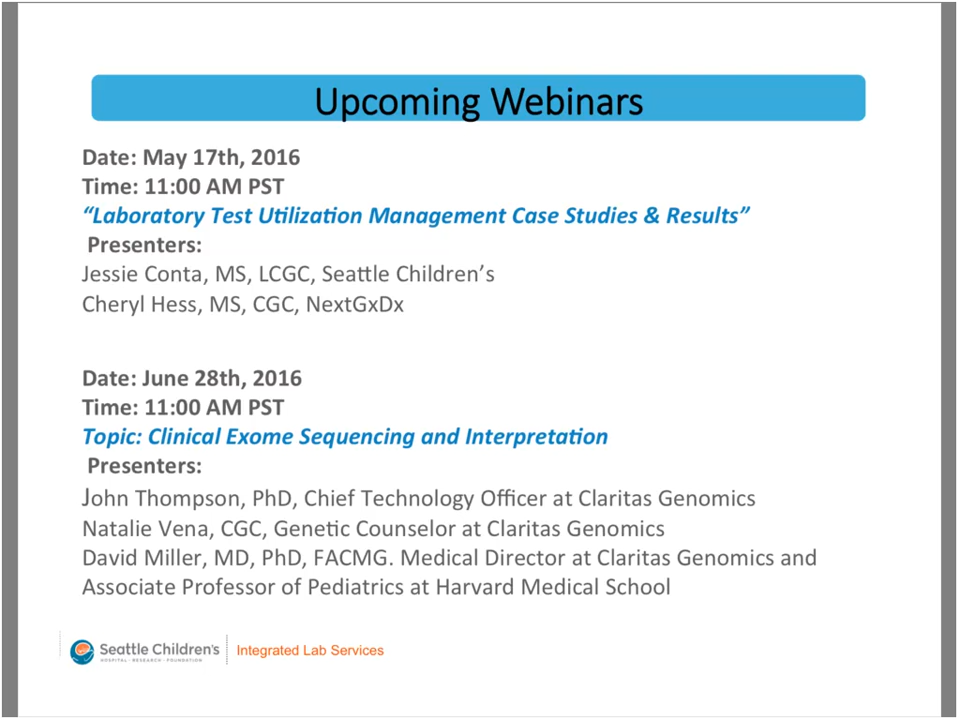 Upcoming Webinars
Date: May 17th, 2016
Time: 11:00 AM PST
“Laboratory Test Utilization Management Case Studies & Results”
Presenters:
Jessie Conta, MS, LCGC, Seattle Children’s
Cheryl Hess, MS, CGC, NextGxDx
Date: June 28th, 2016
Time: 11:00 AM PST
Topic: Clinical Exome Sequencing and Interpretation
Presenters:
John Thompson, PhD, Chief Technology Officer at Claritas Genomics
Natalie Vena, CGC, Genetic Counselor at Claritas Genomics
David Miller, MD, PhD, FACMG. Medical Director at Claritas Genomics and
Associate Professor of Pediatrics at Harvard Medical School
Seattle Children's
HOSPITAL • RESEARCH • FOUNDATION
Integrated Lab Services